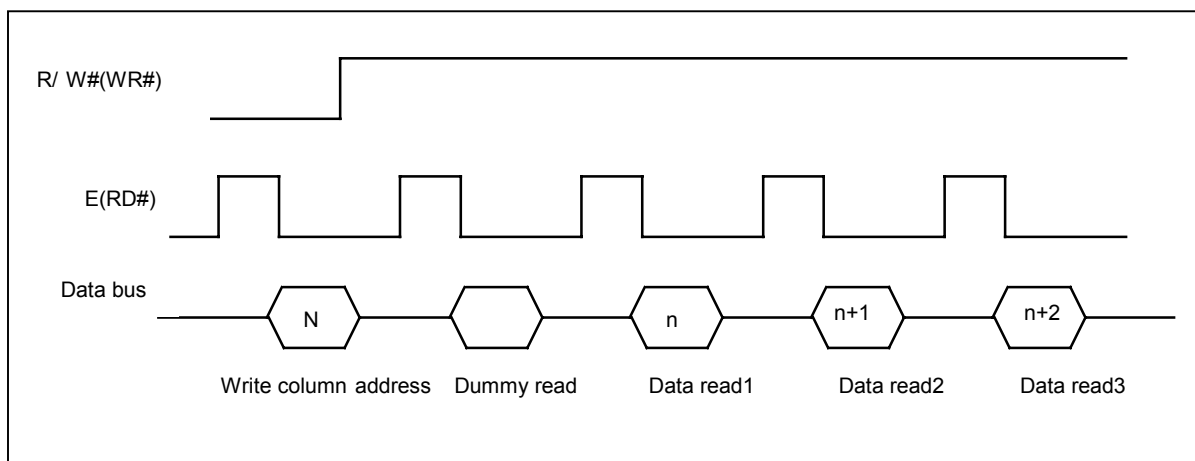 R/ W#(WR#)
E(RD#)
Data bus
N
n
n+1
n+2
Write column address
Dummy read
Data read1
Data read2
Data read3